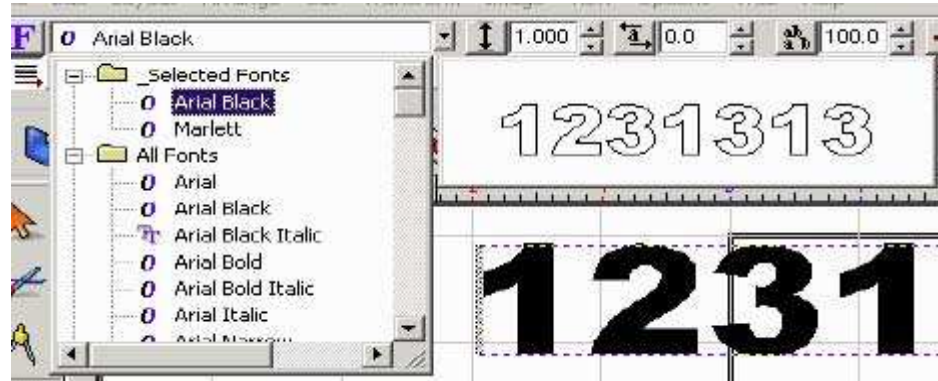 F O Arial Black 1.000 0.0 100.0
_Selected Fonts
O Arial Black
O Marlett
All Fonts
O Arial
O Arial Black
Tr Arial Black Italic
O Arial Bold
O Arial Bold Italic
O Arial Italic
1231313
1231